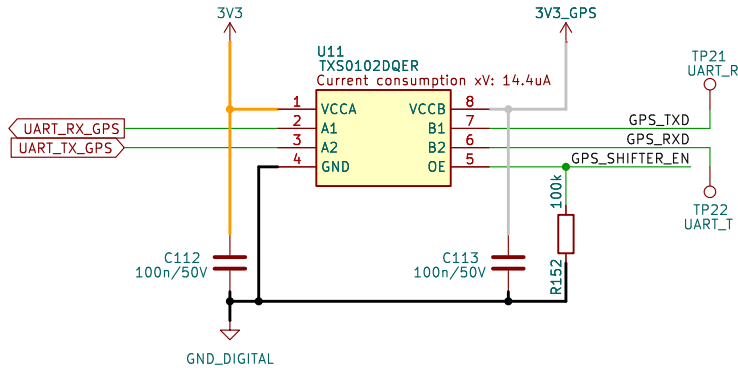 3V3
3V3_GPS
U11
TXS0102DQER
Current consumption xV: 14.4uA
TP21
UART_R
1
VCCA
VCCB
8
UART_RX_GPS
2
A1
B1
7
GPS_TXD
UART_TX_GPS
3
A2
B2
6
GPS_RXD
4
GND
OE
5
GPS_SHIFTER_EN
100k
TP22
UART_T
C112
100n/50V
C113
100n/50V
R152
GND_DIGITAL